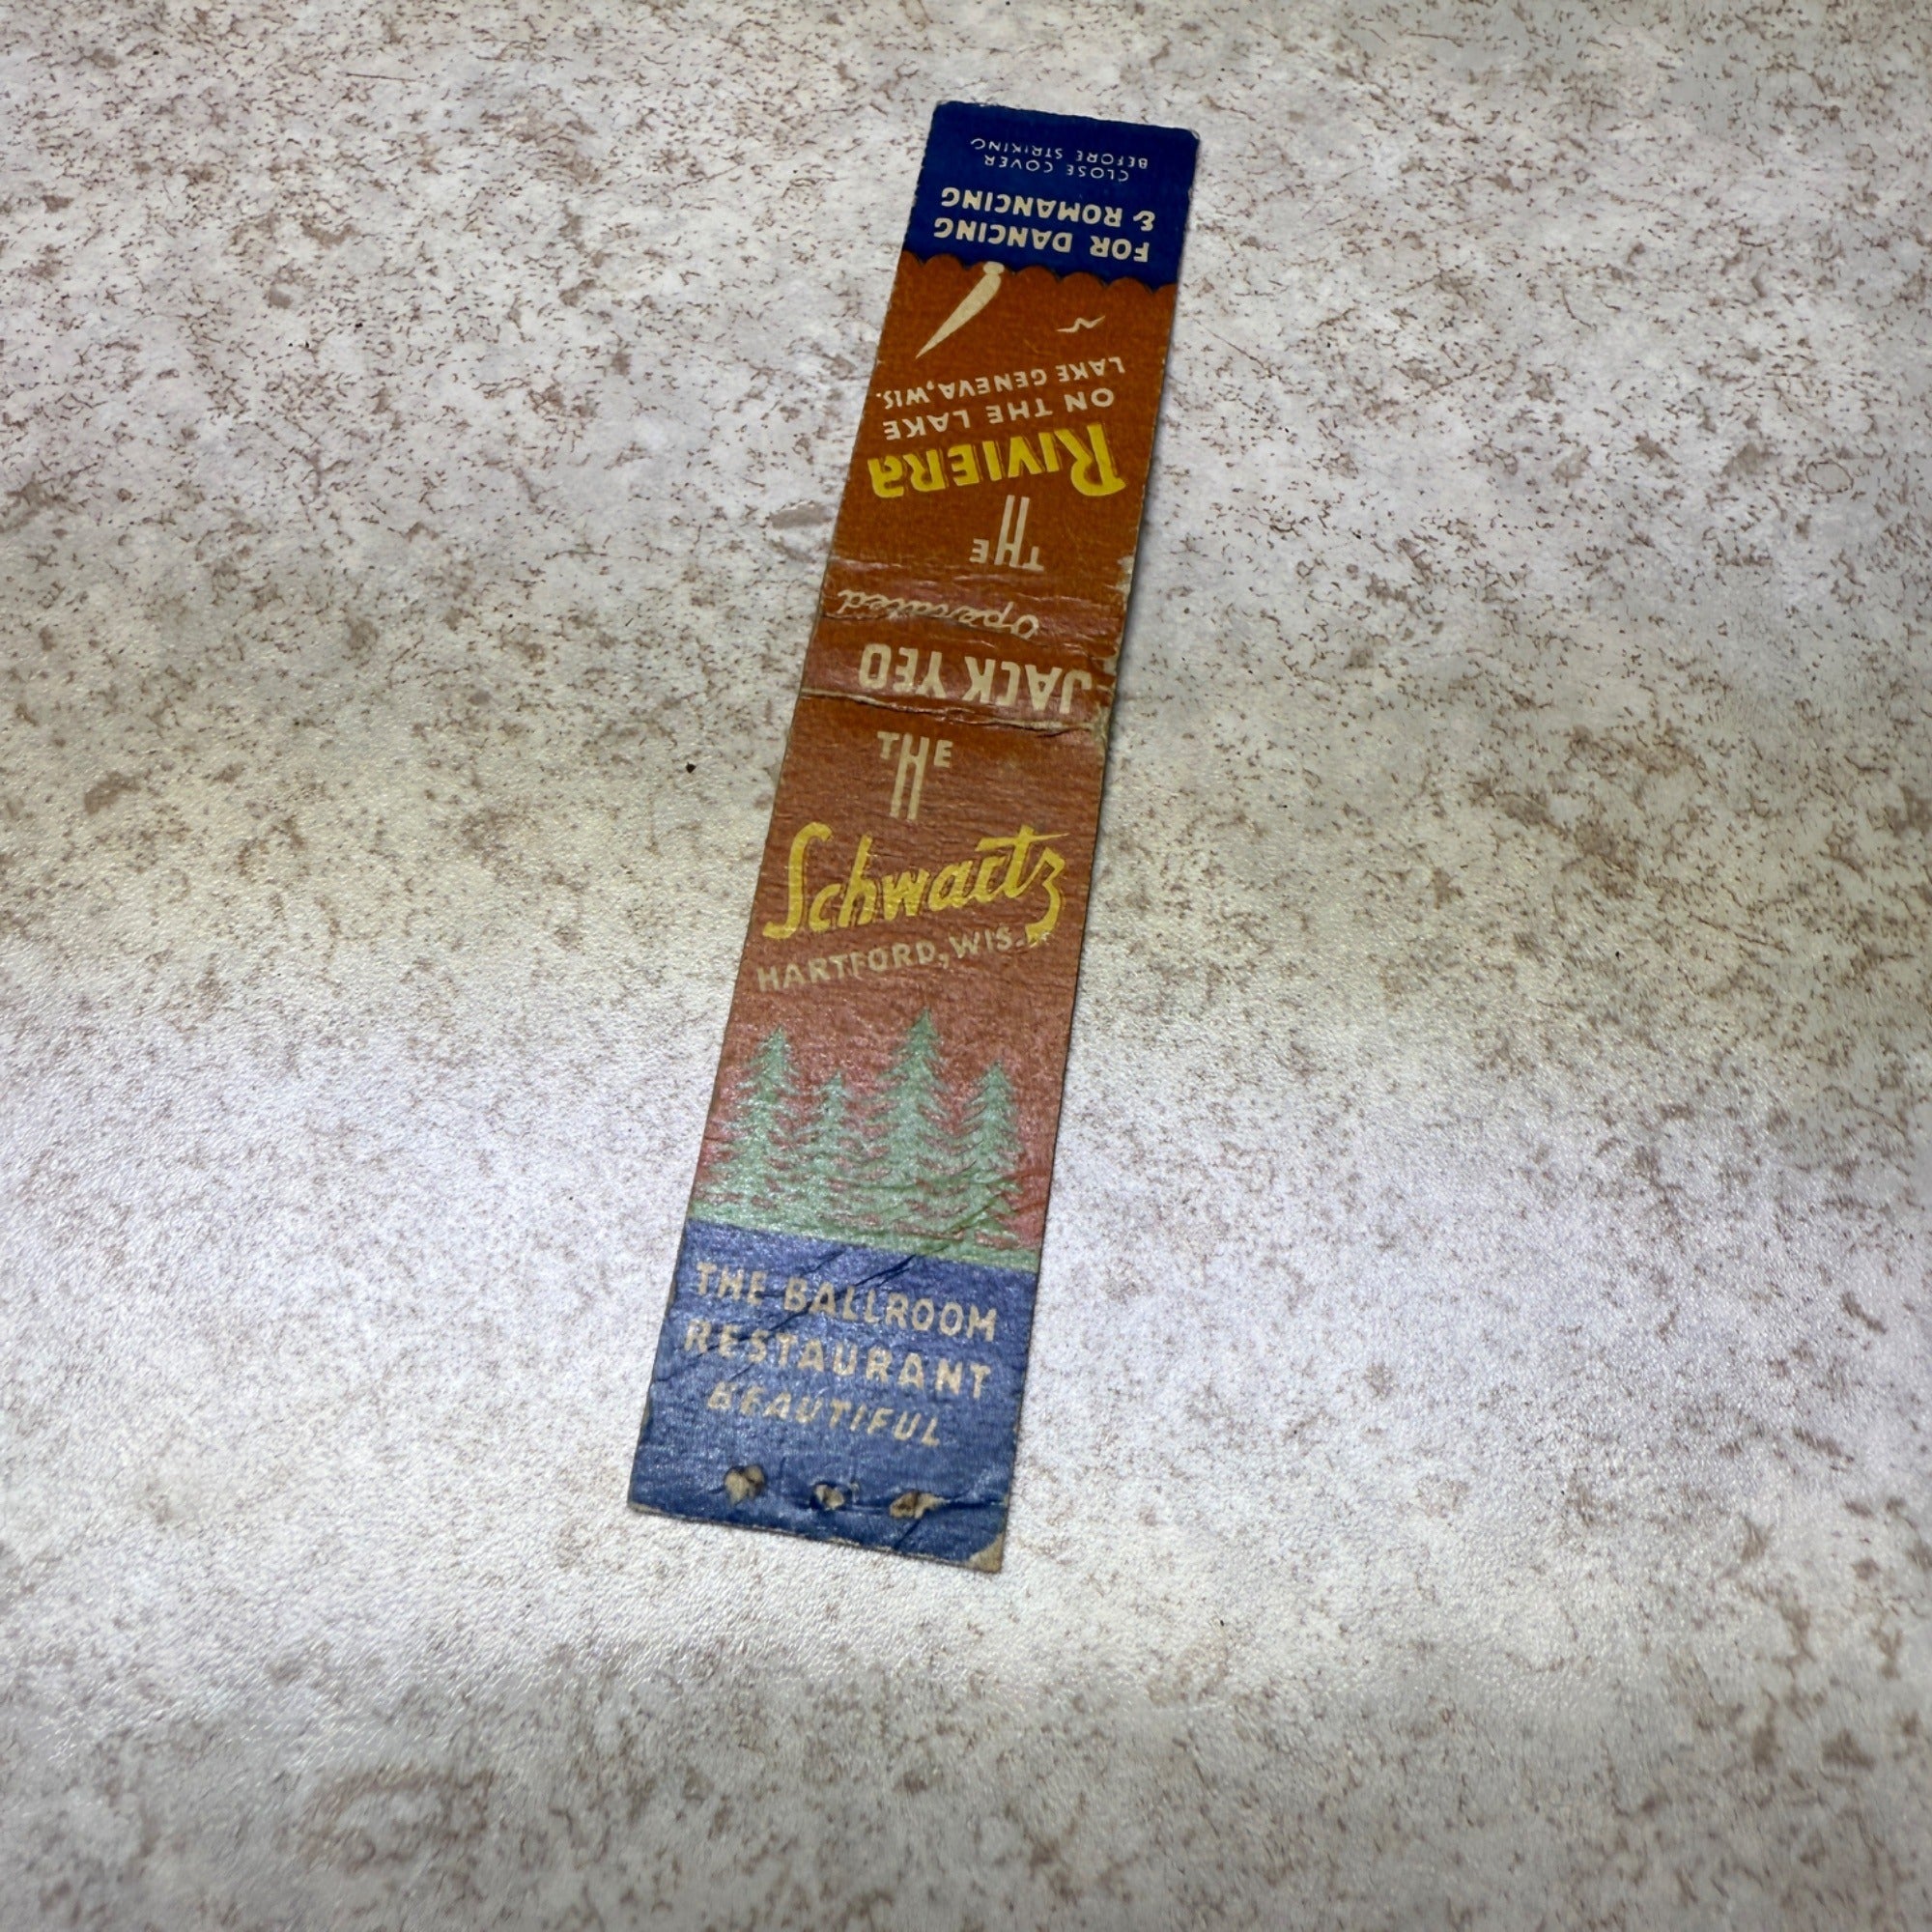 THE
Schwartz
HARTFORD, WIS.
THE BALLROOM
RESTAURANT
BEAUTIFUL
JACK YEO
Operated
THE
RIVIERA
ON THE LAKE
LAKE GENEVA, WIS.
FOR DANCING
& ROMANCING
CLOSE COVER
BEFORE STRIKING